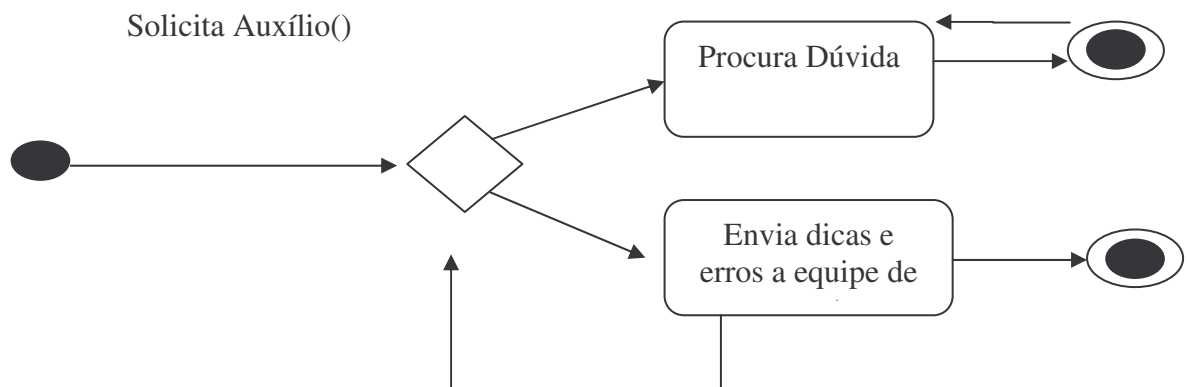 Solicita Auxílio()
Procura Dúvida
Envia dicas e
erros a equipe de